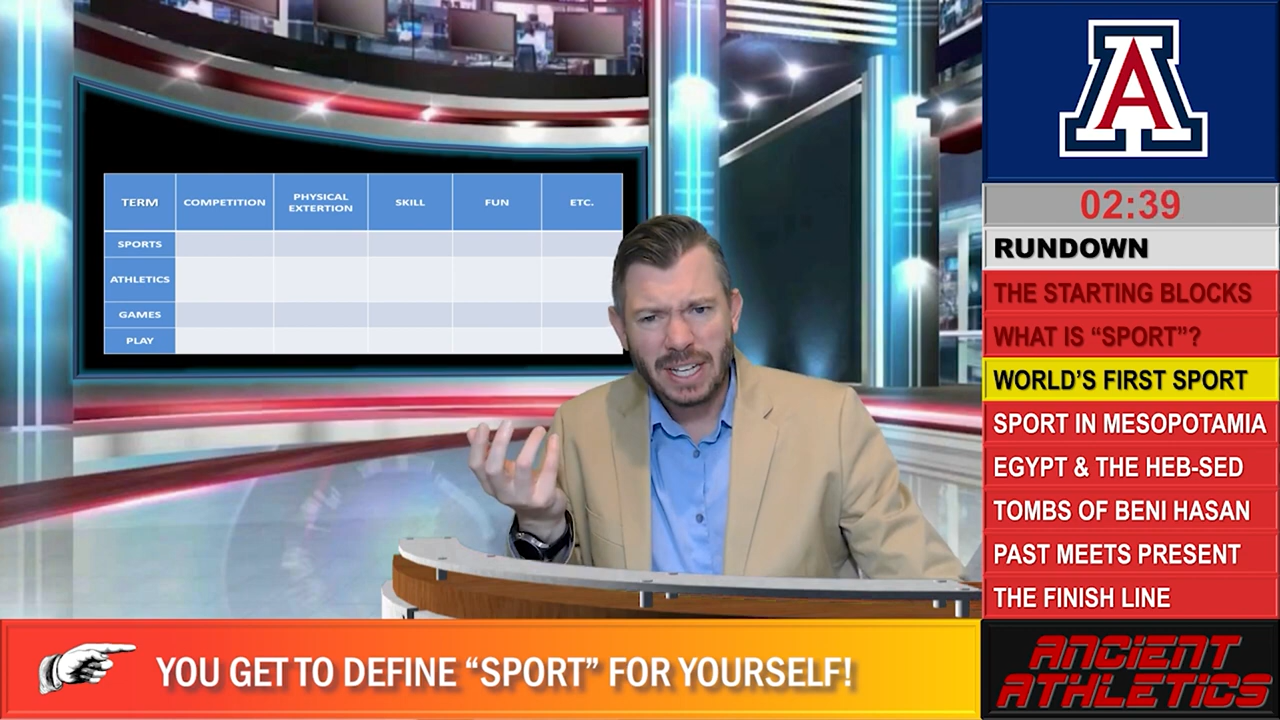 TERM
COMPETITION
PHYSICAL
EXTERTION
SKILL
FUN
ETC.
SPORTS
ATHLETICS
GAMES
PLAY
A
02:39
RUNDOWN
THE STARTING BLOCKS
WHAT IS “SPORT”?
WORLD’S FIRST SPORT
SPORT IN MESOPOTAMIA
EGYPT & THE HEB-SED
TOMBS OF BENI HASAN
PAST MEETS PRESENT
THE FINISH LINE
YOU GET TO DEFINE “SPORT” FOR YOURSELF!
ANCIENT
ATHLETICS